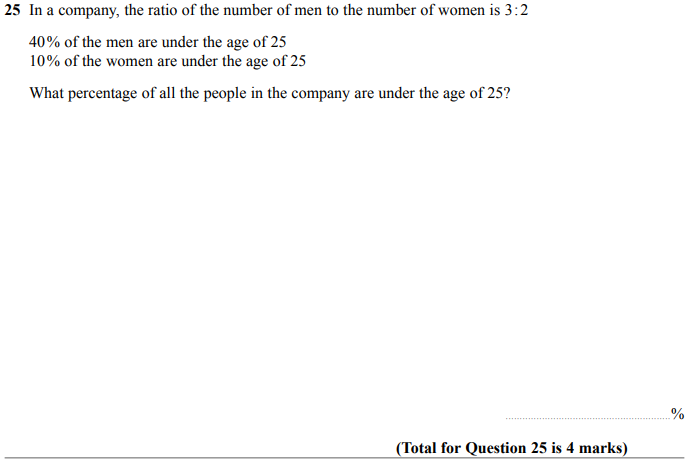 25 In a company, the ratio of the number of men to the number of women is 3:2
40% of the men are under the age of 25
10% of the women are under the age of 25
What percentage of all the people in the company are under the age of 25?
....................................................... %
(Total for Question 25 is 4 marks)